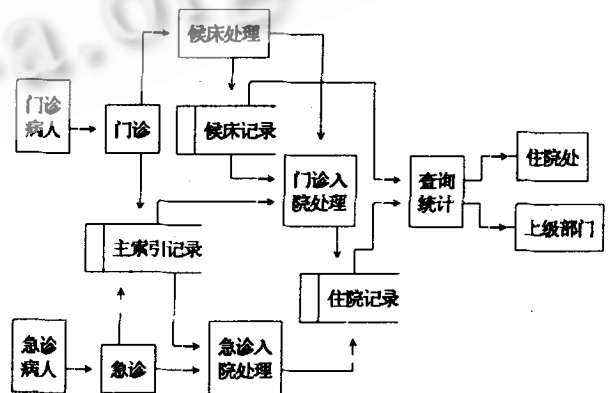 候床处理
门诊
病人
门诊
候床记录
门诊入
院处理
查询
统计
住院处
上级部门
主索引记录
住院记录
急诊
病人
急诊
急诊入
院处理